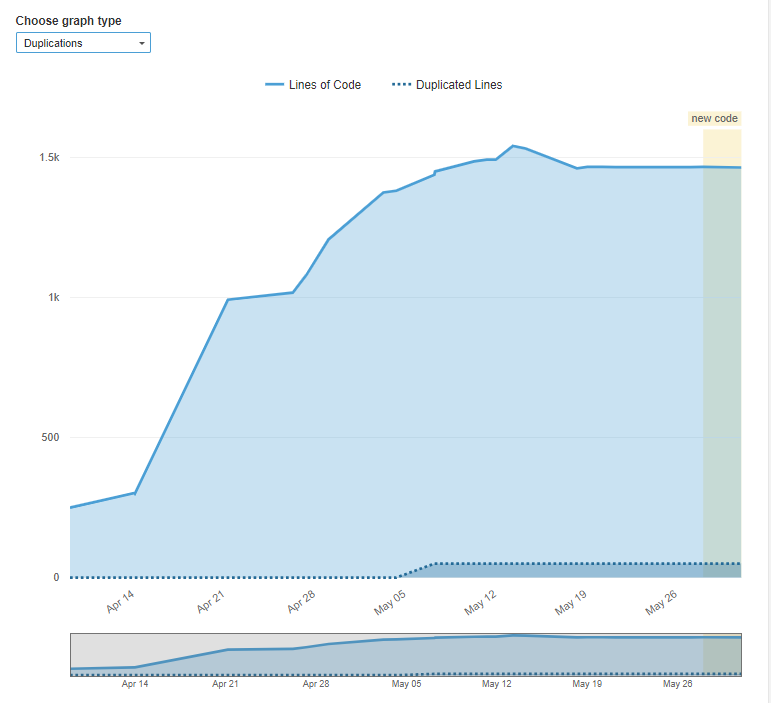 Choose graph type
Duplications
Lines of Code
Duplicated Lines
new code
1.5k
1k
500
0
Apr 14
Apr 21
Apr 28
May 05
May 12
May 19
May 26
Apr 14
Apr 21
Apr 28
May 05
May 12
May 19
May 26